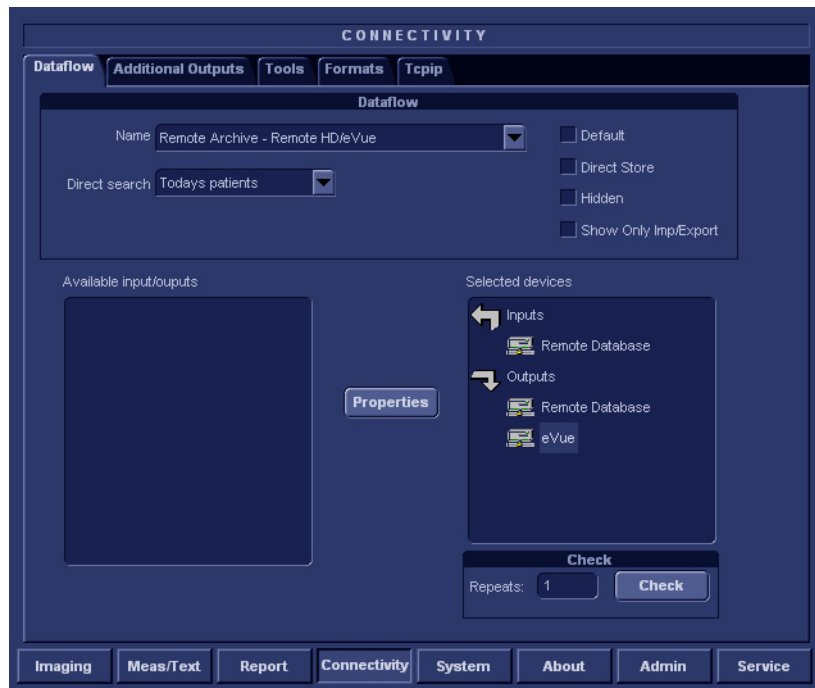 CONNECTIVITY
Dataflow Additional Outputs Tools Formats Tcpip
Dataflow
Name Remote Archive - Remote HD/eVue
Default
Direct Store
Direct search Todays patients
Hidden
Show Only Imp/Export
Available input/ouputs
Selected devices
Inputs
Remote Database
Outputs
Properties
Remote Database
eVue
Check
Repeats: 1 Check
Imaging Meas/Text Report Connectivity System About Admin Service